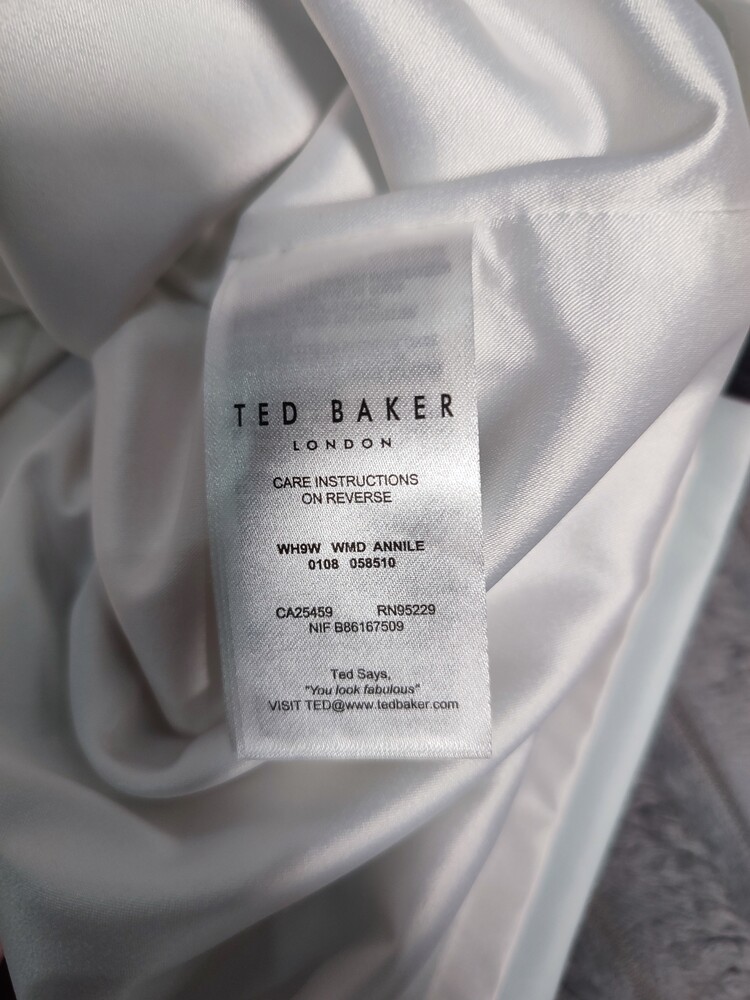 TED BAKER
LONDON
CARE INSTRUCTIONS
ON REVERSE
WH9W WMD ANNILE
0108 058510
CA25459 RN95229
NIF B86167509
Ted Says,
"You look fabulous"
VISIT TED@www.tedbaker.com